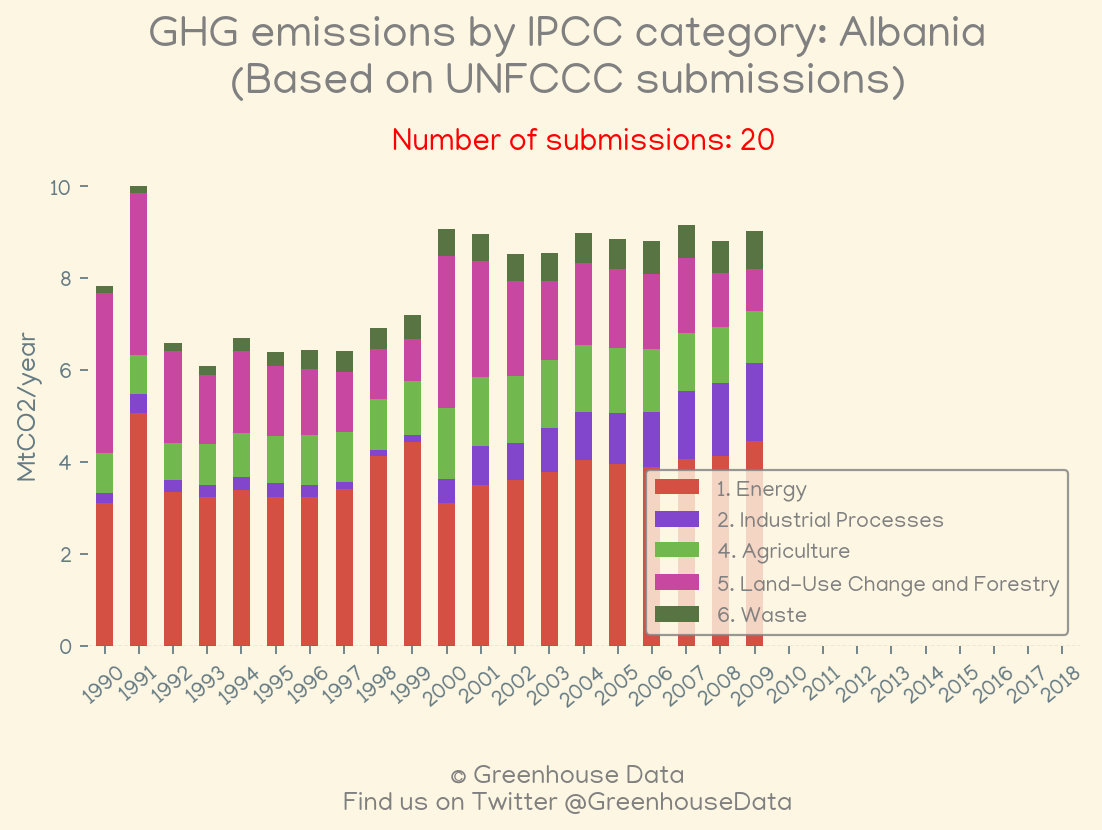 GHG emissions by IPCC category: Albania
(Based on UNFCCC submissions)
Number of submissions: 20
MtCO2/year
10
8
6
4
2
0
1. Energy
2. Industrial Processes
4. Agriculture
5. Land-Use Change and Forestry
6. Waste
1990 1991 1992 1993 1994 1995 1996 1997 1998 1999 2000 2001 2002 2003 2004 2005 2006 2007 2008 2009 2010 2011 2012 2013 2014 2015 2016 2017 2018
© Greenhouse Data
Find us on Twitter @GreenhouseData